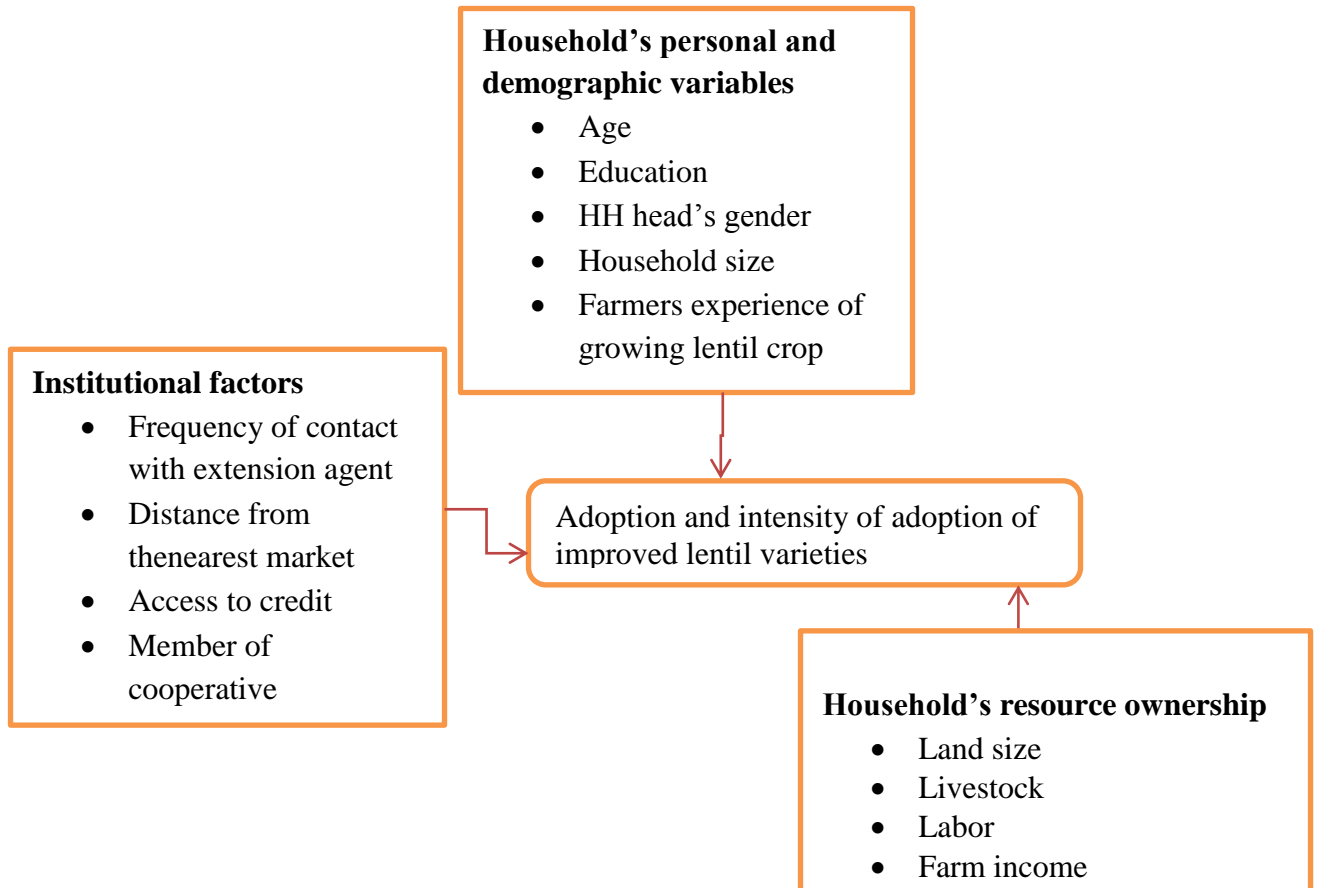 Household’s personal and
demographic variables
• Age
• Education
• HH head’s gender
• Household size
• Farmers experience of
growing lentil crop
Institutional factors
• Frequency of contact
with extension agent
• Distance from
thenearest market
• Access to credit
• Member of
cooperative
Adoption and intensity of adoption of
improved lentil varieties
Household’s resource ownership
• Land size
• Livestock
• Labor
• Farm income